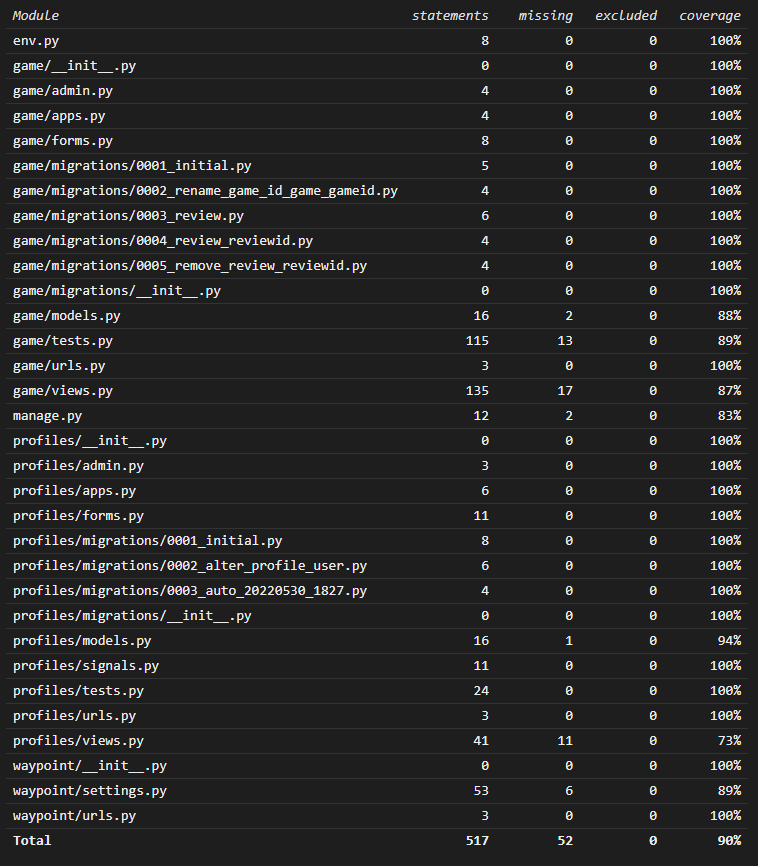 Module statements missing excluded coverage
env.py 8 0 0 100%
game/__init__.py 0 0 0 100%
game/admin.py 4 0 0 100%
game/apps.py 4 0 0 100%
game/forms.py 8 0 0 100%
game/migrations/0001_initial.py 5 0 0 100%
game/migrations/0002_rename_game_id_game_gameid.py 4 0 0 100%
game/migrations/0003_review.py 6 0 0 100%
game/migrations/0004_review_reviewid.py 4 0 0 100%
game/migrations/0005_remove_review_reviewid.py 4 0 0 100%
game/migrations/__init__.py 0 0 0 100%
game/models.py 16 2 0 88%
game/tests.py 115 13 0 89%
game/urls.py 3 0 0 100%
game/views.py 135 17 0 87%
manage.py 12 2 0 83%
profiles/__init__.py 0 0 0 100%
profiles/admin.py 3 0 0 100%
profiles/apps.py 6 0 0 100%
profiles/forms.py 11 0 0 100%
profiles/migrations/0001_initial.py 8 0 0 100%
profiles/migrations/0002_alter_profile_user.py 6 0 0 100%
profiles/migrations/0003_auto_20220530_1827.py 4 0 0 100%
profiles/migrations/__init__.py 0 0 0 100%
profiles/models.py 16 1 0 94%
profiles/signals.py 11 0 0 100%
profiles/tests.py 24 0 0 100%
profiles/urls.py 3 0 0 100%
profiles/views.py 41 11 0 73%
waypoint/__init__.py 0 0 0 100%
waypoint/settings.py 53 6 0 89%
waypoint/urls.py 3 0 0 100%
Total 517 52 0 90%